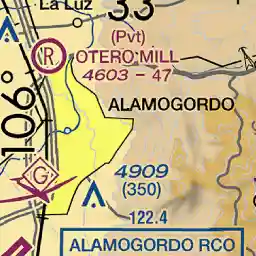 La Luz
33
(Pvt)
R
OTERO MILL
4603 - 47
106°
ALAMOGORDO
G
4909
(350)
122.4
ALAMOGORDO RCO